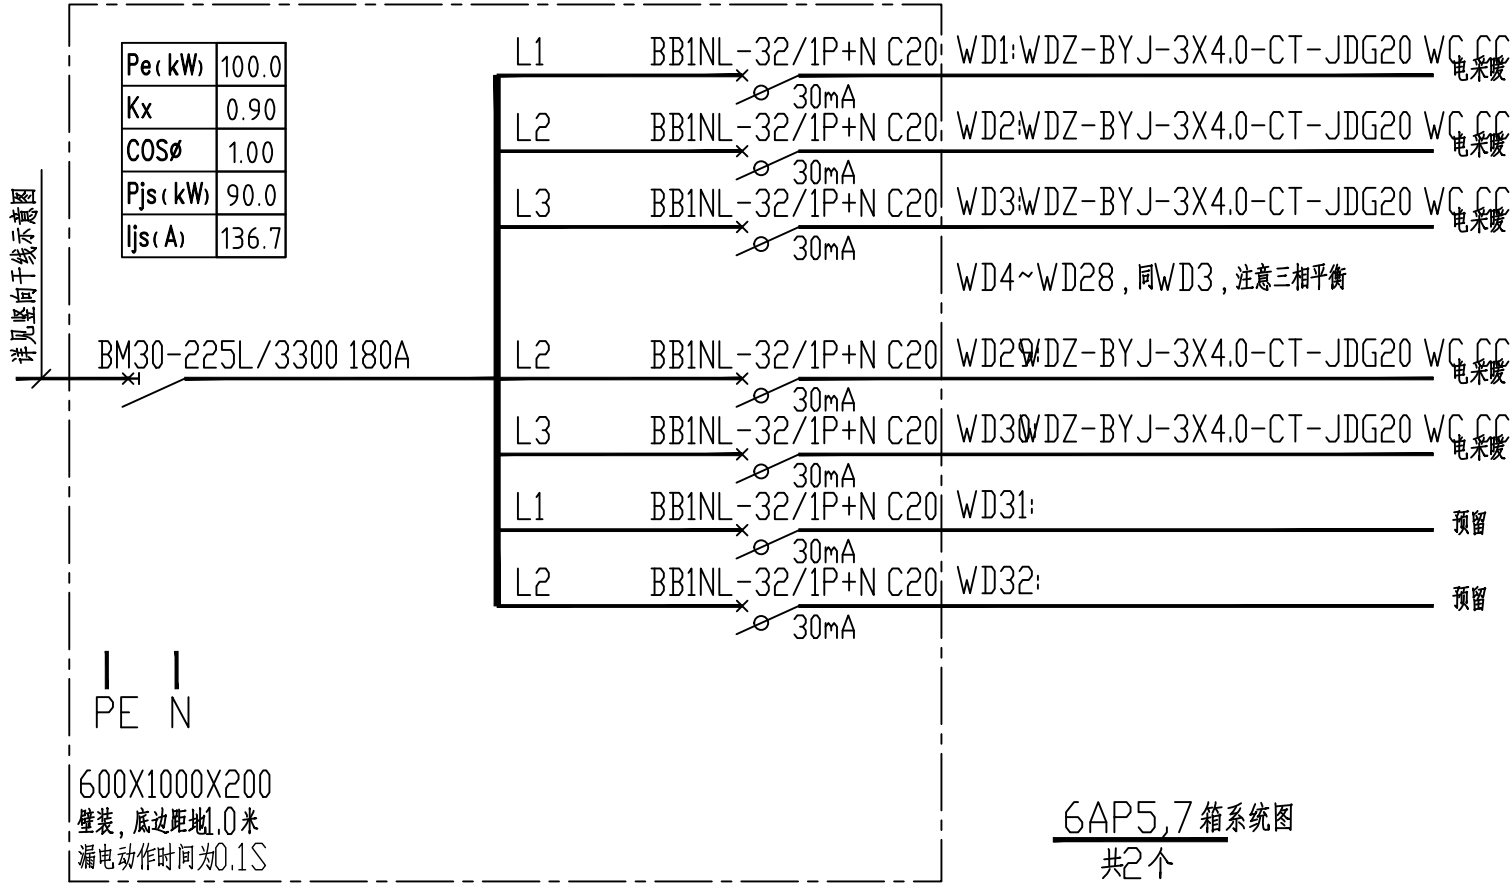 Pe(kW) 100.0
Kx 0.90
COSø 1.00
Pjs(kW) 90.0
Ijs(A) 136.7
详见竖向干线示意图
BM30-225L/3300 180A
L1 BB1NL-32/1P+N C20 WD1:WDZ-BYJ-3X4.0-CT-JDG20 WC CC
30mA 电采暖
L2 BB1NL-32/1P+N C20 WD2:WDZ-BYJ-3X4.0-CT-JDG20 WC CC
30mA 电采暖
L3 BB1NL-32/1P+N C20 WD3:WDZ-BYJ-3X4.0-CT-JDG20 WC CC
30mA 电采暖
WD4~WD28,同WD3,注意三相平衡
L2 BB1NL-32/1P+N C20 WD29:WDZ-BYJ-3X4.0-CT-JDG20 WC CC
30mA 电采暖
L3 BB1NL-32/1P+N C20 WD30:WDZ-BYJ-3X4.0-CT-JDG20 WC CC
30mA 电采暖
L1 BB1NL-32/1P+N C20 WD31:
30mA 预留
L2 BB1NL-32/1P+N C20 WD32:
30mA 预留
PE N
600X1000X200
壁装,底边距地1.0米
漏电动作时间为0.1S
6AP5,7箱系统图
共2个